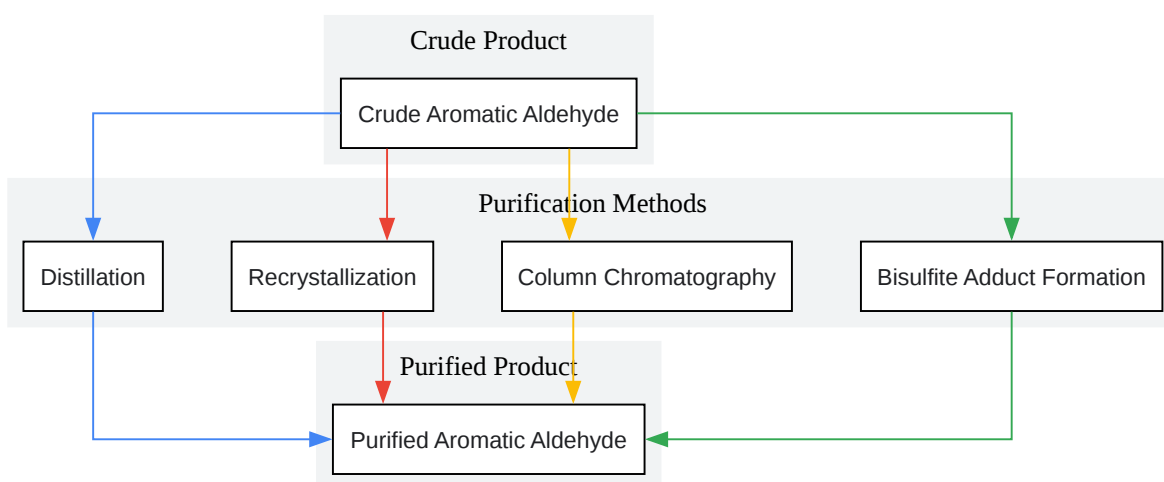 Crude Product
Crude Aromatic Aldehyde
Purification Methods
Distillation
Recrystallization
Column Chromatography
Bisulfite Adduct Formation
Purified Product
Purified Aromatic Aldehyde